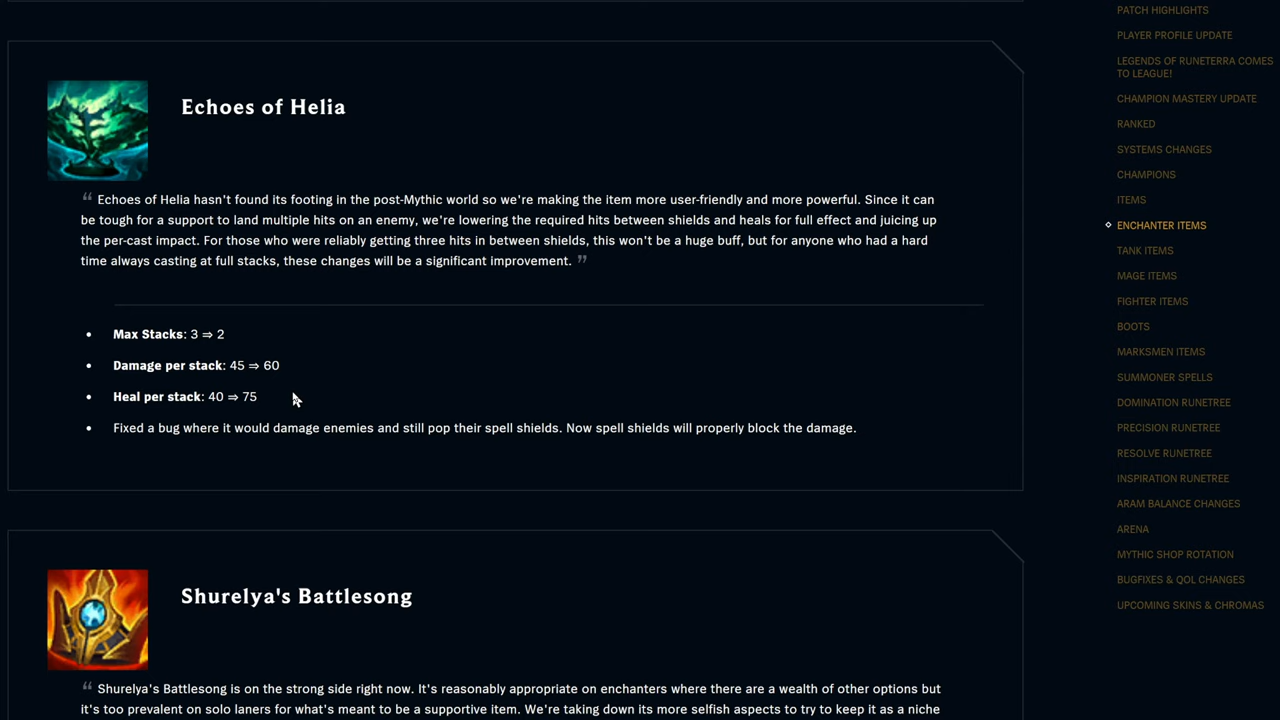 Echoes of Helia
“ Echoes of Helia hasn't found its footing in the post-Mythic world so we're making the item more user-friendly and more powerful. Since it can
be tough for a support to land multiple hits on an enemy, we're lowering the required hits between shields and heals for full effect and juicing up
the per-cast impact. For those who were reliably getting three hits in between shields, this won't be a huge buff, but for anyone who had a hard
time always casting at full stacks, these changes will be a significant improvement. ”
• Max Stacks: 3 ⇒ 2
• Damage per stack: 45 ⇒ 60
• Heal per stack: 40 ⇒ 75
• Fixed a bug where it would damage enemies and still pop their spell shields. Now spell shields will properly block the damage.
Shurelya's Battlesong
“ Shurelya's Battlesong is on the strong side right now. It's reasonably appropriate on enchanters where there are a wealth of other options but
it's too prevalent on solo laners for what's meant to be a supportive item. We're taking down its more selfish aspects to try to keep it as a niche
PATCH HIGHLIGHTS
PLAYER PROFILE UPDATE
LEGENDS OF RUNETERRA COMES
TO LEAGUE!
CHAMPION MASTERY UPDATE
RANKED
SYSTEMS CHANGES
CHAMPIONS
ITEMS
ENCHANTER ITEMS
TANK ITEMS
MAGE ITEMS
FIGHTER ITEMS
BOOTS
MARKSMEN ITEMS
SUMMONER SPELLS
DOMINATION RUNETREE
PRECISION RUNETREE
RESOLVE RUNETREE
INSPIRATION RUNETREE
ARAM BALANCE CHANGES
ARENA
MYTHIC SHOP ROTATION
BUGFIXES & QOL CHANGES
UPCOMING SKINS & CHROMAS